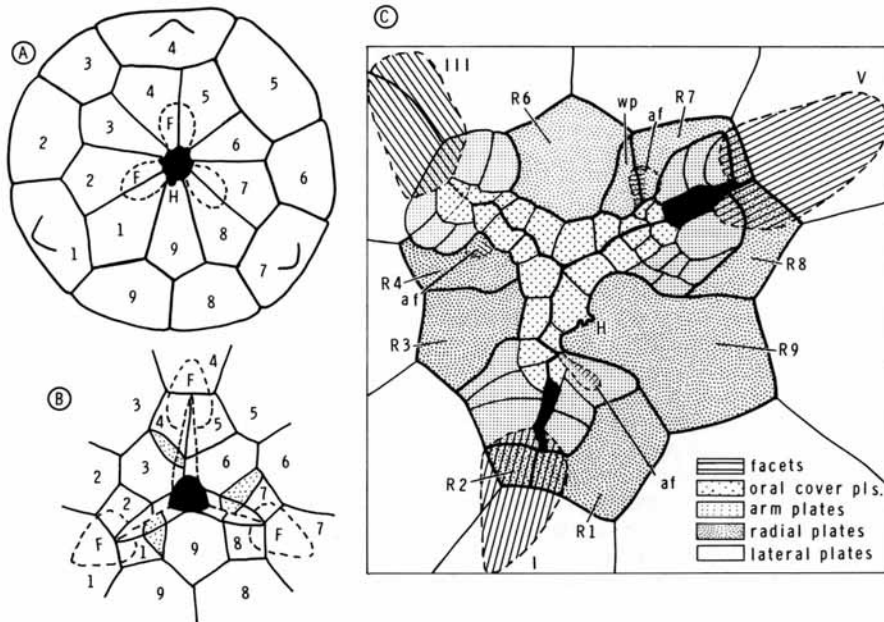 A
4
3
5
4
5
F
3
6
2
2
F
7
6
H
1
8
1
9
7
9
8
B
4
F
3
4
5
5
3
6
2
6
2
7
F
F
7
1
9
8
1
9
8
C
III
V
R6
wp
af
R7
R4
af
R8
H
R3
R9
R2
af
R1
I
facets
oral cover pls.
arm plates
radial plates
lateral plates